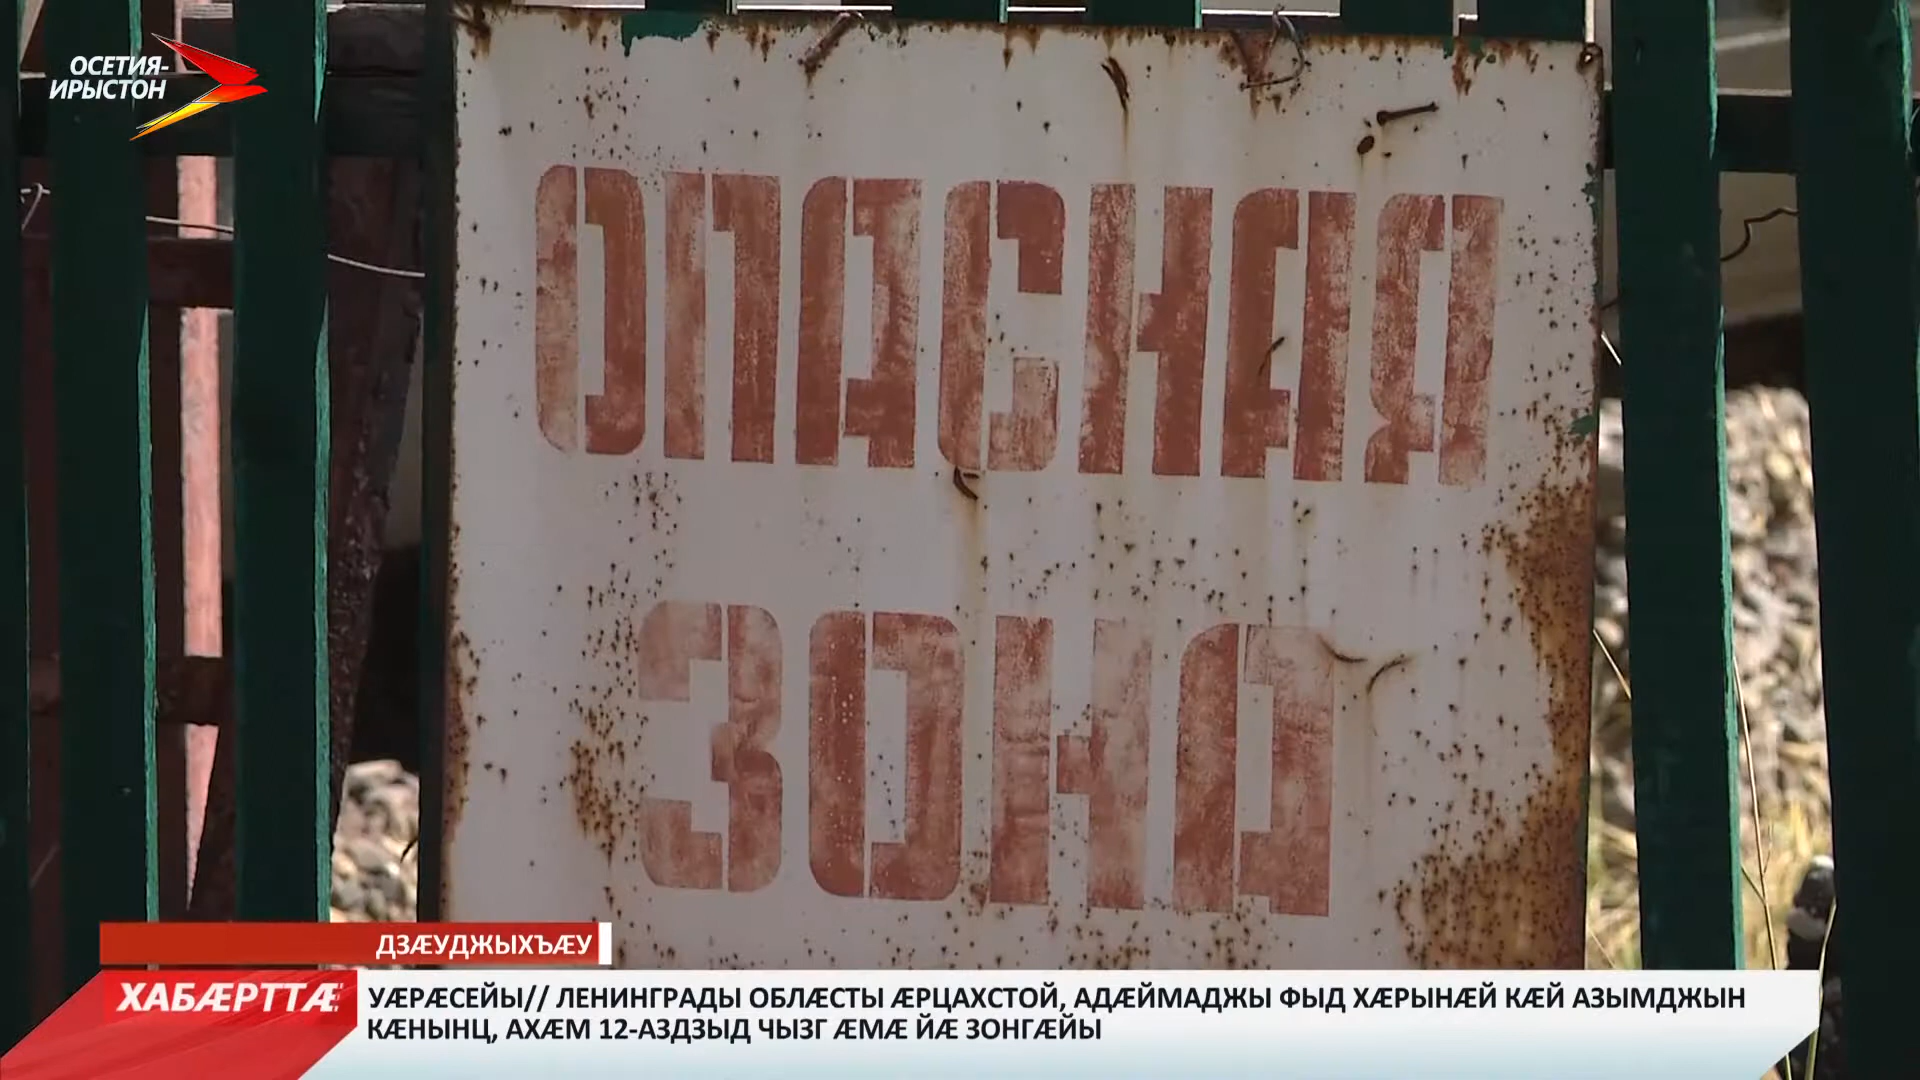 ОСЕТИЯ-
ИРЫСТОН
ОПАСНАЯ
ЗОНА
ДЗÆУДЖЫХЪÆУ
ХАБÆРТТÆ
УÆРÆСЕЙЫ// ЛЕНИНГРАДЫ ОБЛÆСТЫ ÆРЦАХСТОЙ, АДÆЙМАДЖЫ ФЫД ХÆРЫНÆЙ КÆЙ АЗЫМДЖЫН
КÆНЫНЦ, АХÆМ 12-АЗДЗЫД ЧЫЗГ ÆМÆ ЙÆ ЗОНГÆЙЫ